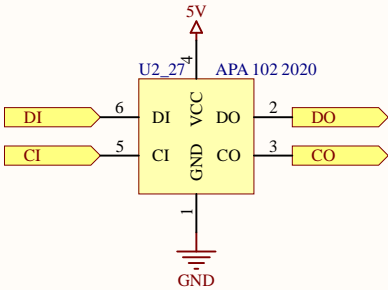 5V
4
U2_27 APA 102 2020
DI 6 DI VCC DO 2 DO
CI 5 CI GND CO 3 CO
1
GND